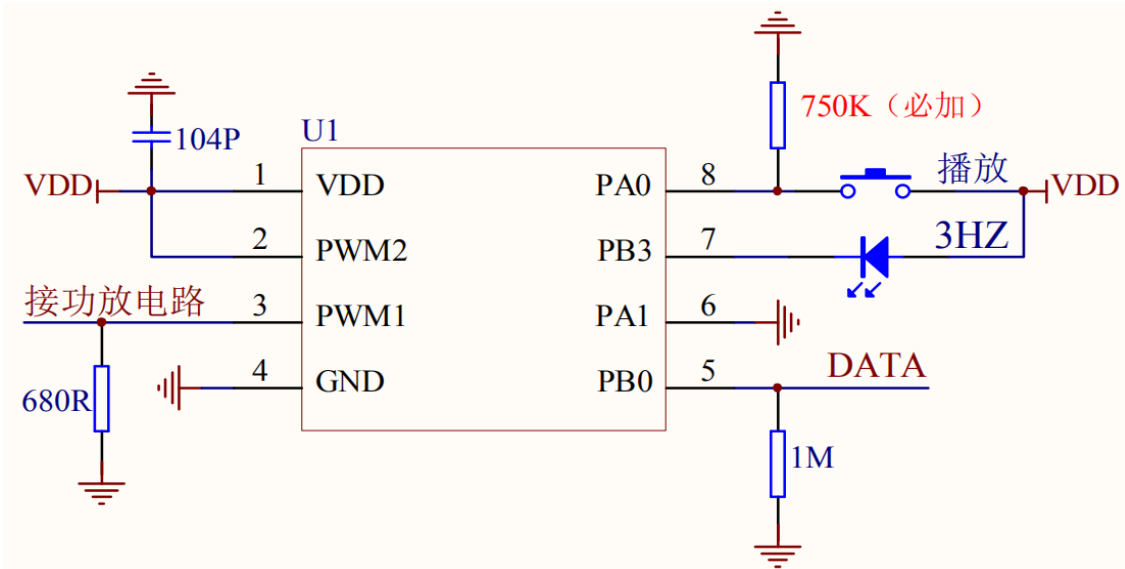 750K（必加）
104P
U1
VDD
1
VDD
PA0
8
播放
VDD
2
PWM2
PB3
7
3HZ
接功放电路
3
PWM1
PA1
6
680R
4
GND
PB0
5
DATA
1M